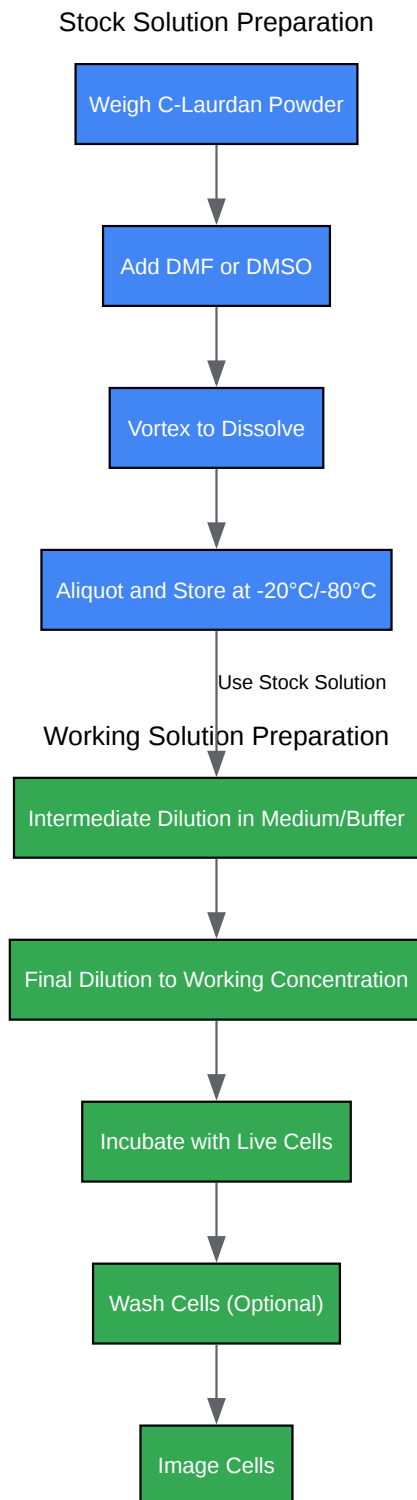 Stock Solution Preparation
Weigh C-Laurdan Powder
Add DMF or DMSO
Vortex to Dissolve
Aliquot and Store at -20°C/-80°C
Use Stock Solution
Working Solution Preparation
Intermediate Dilution in Medium/Buffer
Final Dilution to Working Concentration
Incubate with Live Cells
Wash Cells (Optional)
Image Cells